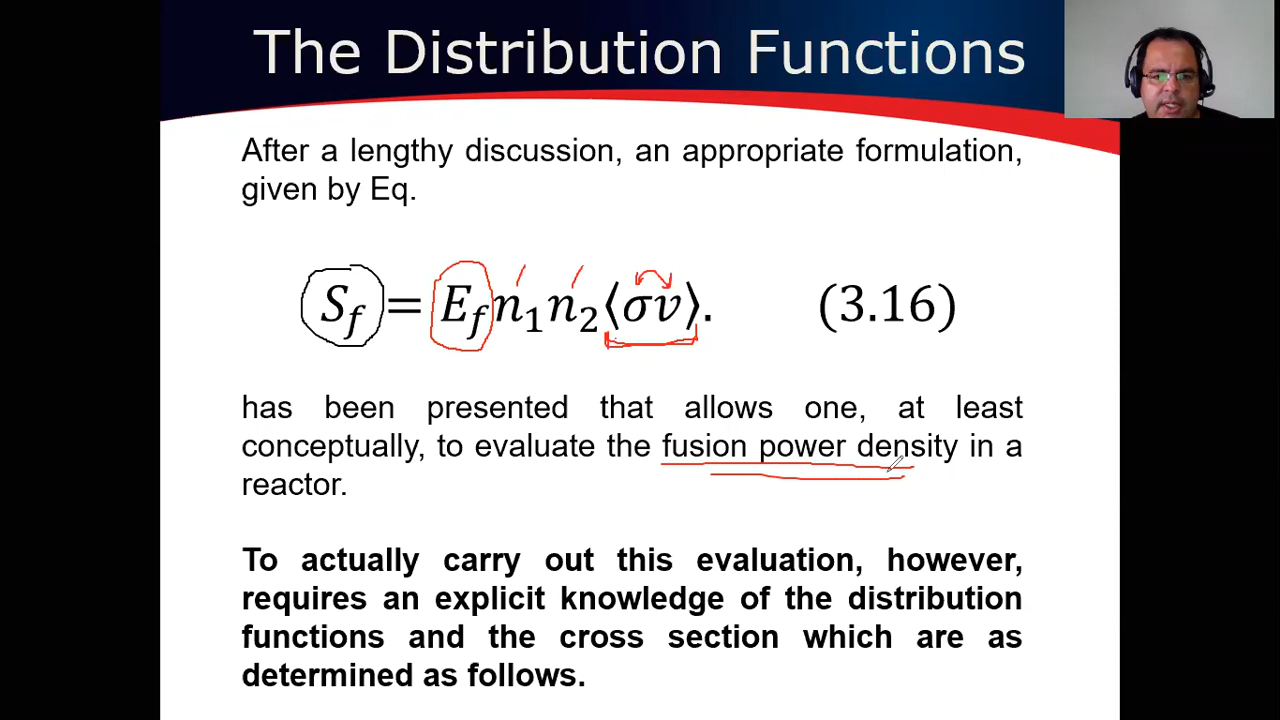 The Distribution Functions
After a lengthy discussion, an appropriate formulation,
given by Eq.
S_f = E_f n_1 n_2 ⟨σv⟩. (3.16)
has been presented that allows one, at least
conceptually, to evaluate the fusion power density in a
reactor.
To actually carry out this evaluation, however,
requires an explicit knowledge of the distribution
functions and the cross section which are as
determined as follows.